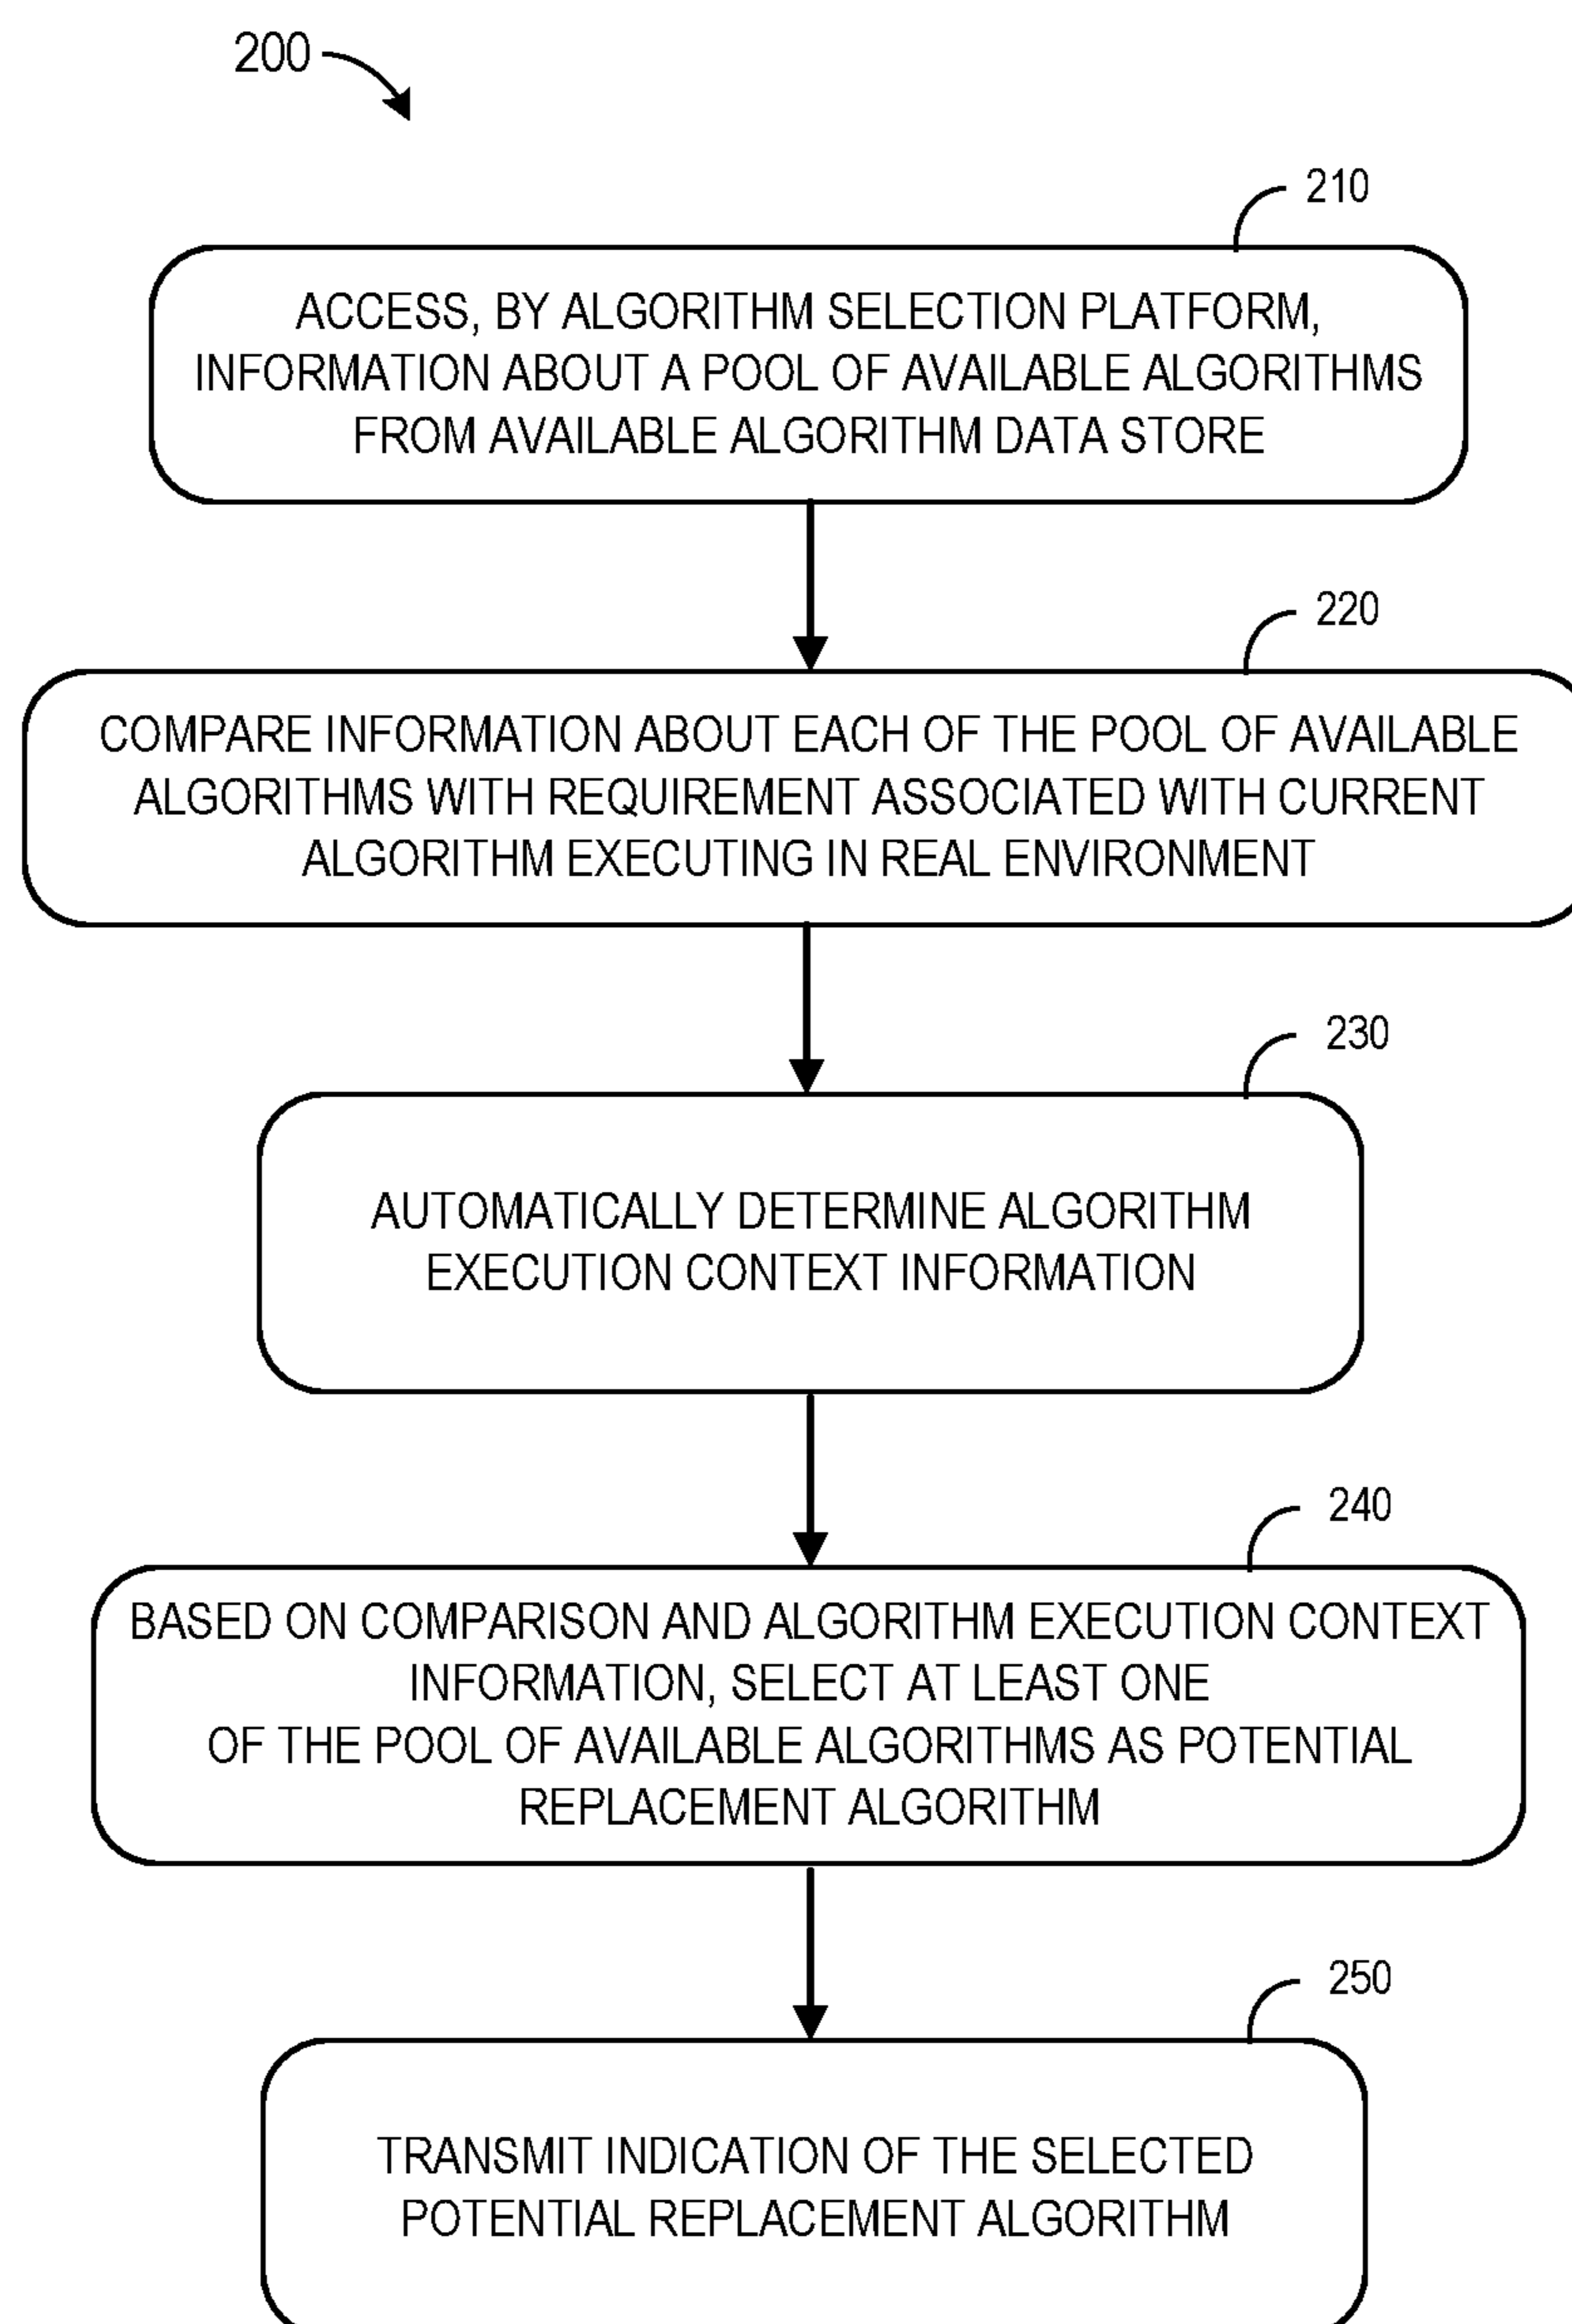 200
210
ACCESS, BY ALGORITHM SELECTION PLATFORM,
INFORMATION ABOUT A POOL OF AVAILABLE ALGORITHMS
FROM AVAILABLE ALGORITHM DATA STORE
220
COMPARE INFORMATION ABOUT EACH OF THE POOL OF AVAILABLE
ALGORITHMS WITH REQUIREMENT ASSOCIATED WITH CURRENT
ALGORITHM EXECUTING IN REAL ENVIRONMENT
230
AUTOMATICALLY DETERMINE ALGORITHM
EXECUTION CONTEXT INFORMATION
240
BASED ON COMPARISON AND ALGORITHM EXECUTION CONTEXT
INFORMATION, SELECT AT LEAST ONE
OF THE POOL OF AVAILABLE ALGORITHMS AS POTENTIAL
REPLACEMENT ALGORITHM
250
TRANSMIT INDICATION OF THE SELECTED
POTENTIAL REPLACEMENT ALGORITHM